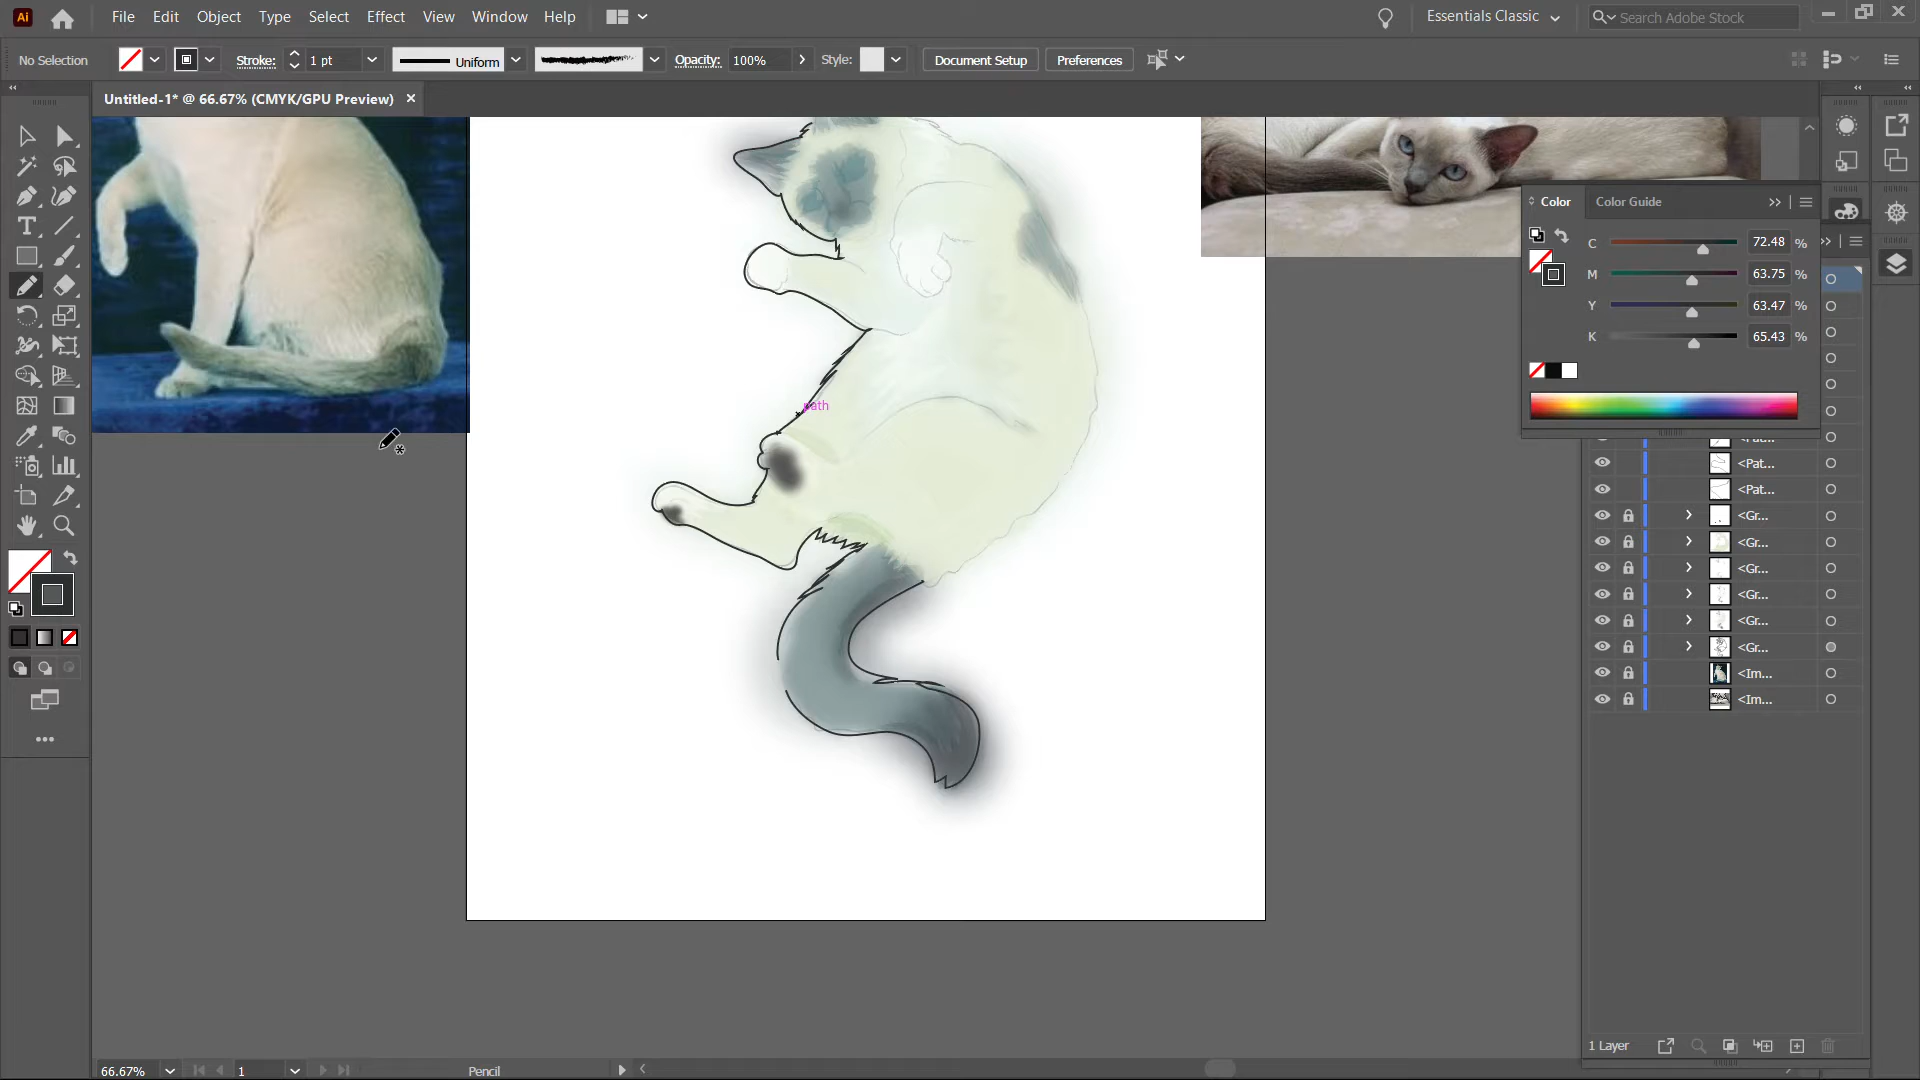 Ai File Edit Object Type Select Effect View Window Help Essentials Classic Search Adobe Stock
No Selection Stroke: 1 pt Uniform Opacity: 100% Style: Document Setup Preferences
Untitled-1* @ 66.67% (CMYK/GPU Preview)
Color Color Guide
C 72.48 %
M 63.75 %
Y 63.47 %
K 65.43 %
path
<Pat...
<Pat...
<Gr...
<Gr...
<Gr...
<Gr...
<Gr...
<Gr...
<Im...
<Im...
1 Layer
66.67% 1 Pencil